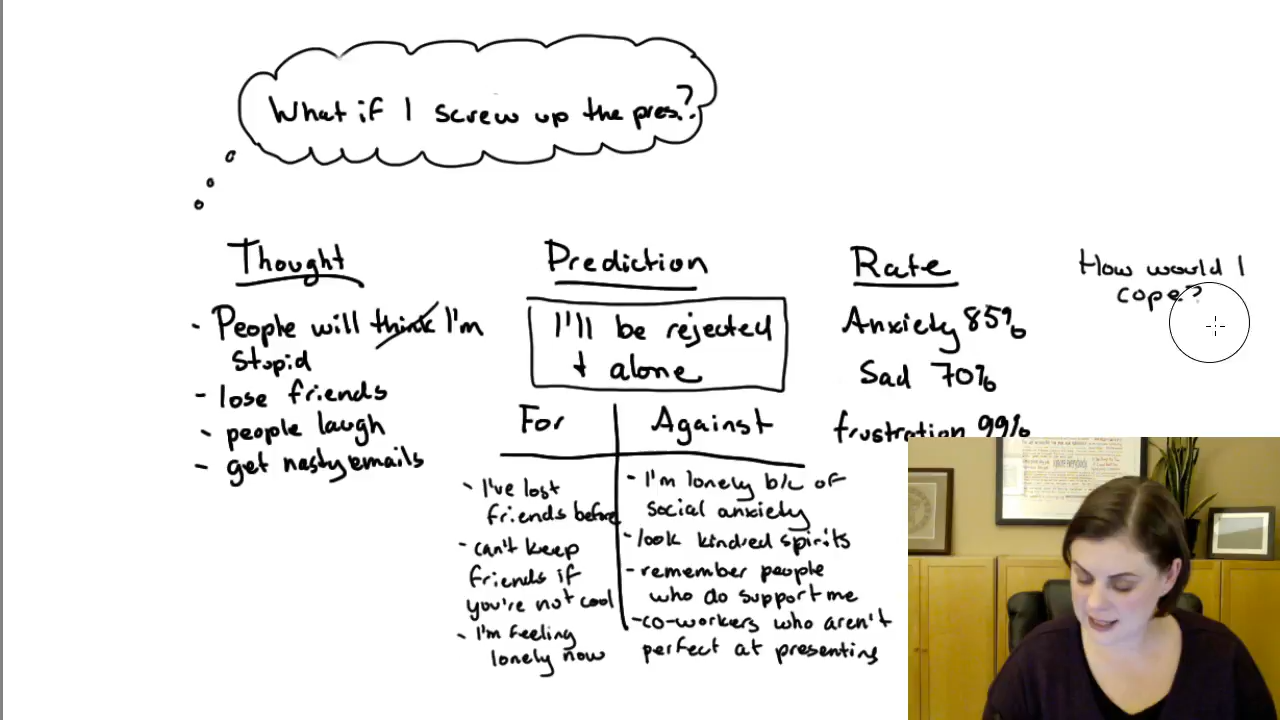 What if I screw up the pres.?
Thought
- People will think I'm
stupid
- lose friends
- people laugh
- get nasty emails
Prediction
I'll be rejected
+ alone
For
- I've lost
friends before
- can't keep
friends if
you're not cool
- I'm feeling
lonely now
Against
- I'm lonely b/c of
social anxiety
- look kindred spirits
- remember people
who do support me
- co-workers who aren't
perfect at presenting
Rate
Anxiety 85%
Sad 70%
frustration 99%
How would I
cope?